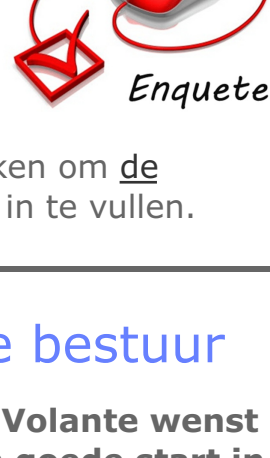 Enquete
ken om de
in te vullen.
e bestuur
Volante wenst
goede start in